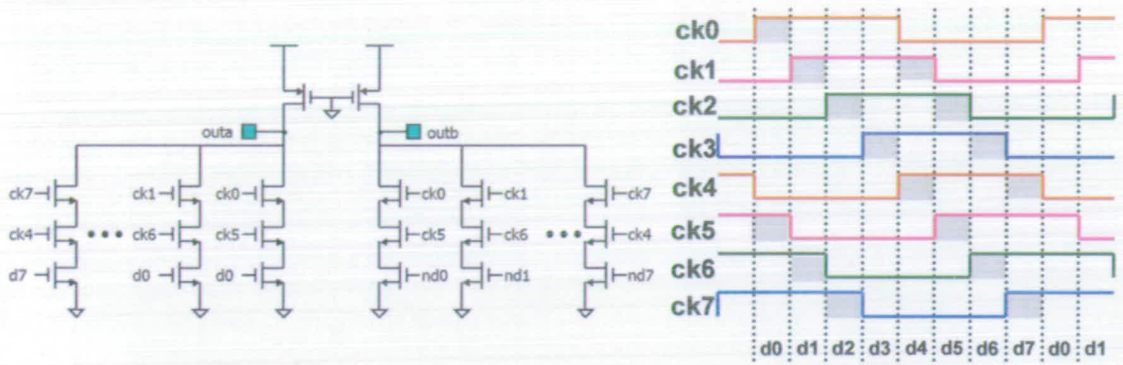 outa outb
ck7 ck1 ck0 ck0 ck1 ck7
ck4 ck6 ck5 ck5 ck6 ck4
d7 d0 d0 nd0 nd1 nd7
ck0
ck1
ck2
ck3
ck4
ck5
ck6
ck7
d0 d1 d2 d3 d4 d5 d6 d7 d0 d1